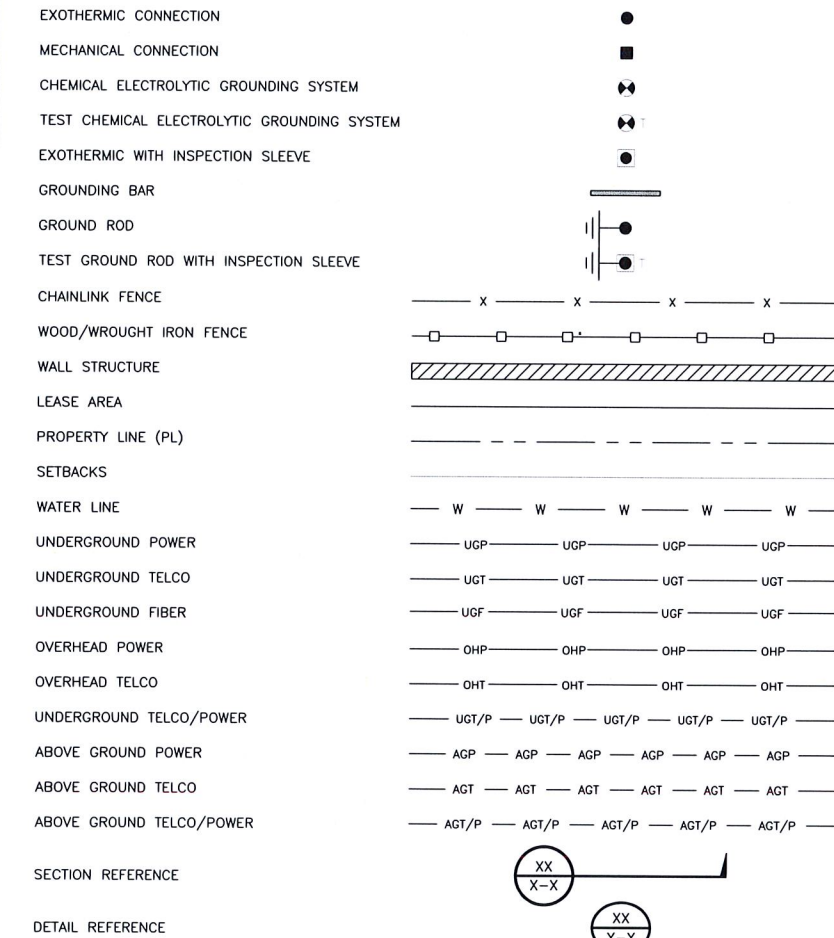 EXOTHERMIC CONNECTION
MECHANICAL CONNECTION
CHEMICAL ELECTROLYTIC GROUNDING SYSTEM
TEST CHEMICAL ELECTROLYTIC GROUNDING SYSTEM T
EXOTHERMIC WITH INSPECTION SLEEVE
GROUNDING BAR
GROUND ROD
TEST GROUND ROD WITH INSPECTION SLEEVE T
CHAINLINK FENCE X X X X
WOOD/WROUGHT IRON FENCE
WALL STRUCTURE
LEASE AREA
PROPERTY LINE (PL)
SETBACKS
WATER LINE W W W W W
UNDERGROUND POWER UGP UGP UGP UGP
UNDERGROUND TELCO UGT UGT UGT UGT
UNDERGROUND FIBER UGF UGF UGF UGF
OVERHEAD POWER OHP OHP OHP OHP
OVERHEAD TELCO OHT OHT OHT OHT
UNDERGROUND TELCO/POWER UGT/P UGT/P UGT/P UGT/P UGT/P
ABOVE GROUND POWER AGP AGP AGP AGP AGP AGP
ABOVE GROUND TELCO AGT AGT AGT AGT AGT AGT
ABOVE GROUND TELCO/POWER AGT/P AGT/P AGT/P AGT/P AGT/P
XX
SECTION REFERENCE
X-X
XX
DETAIL REFERENCE
X-X